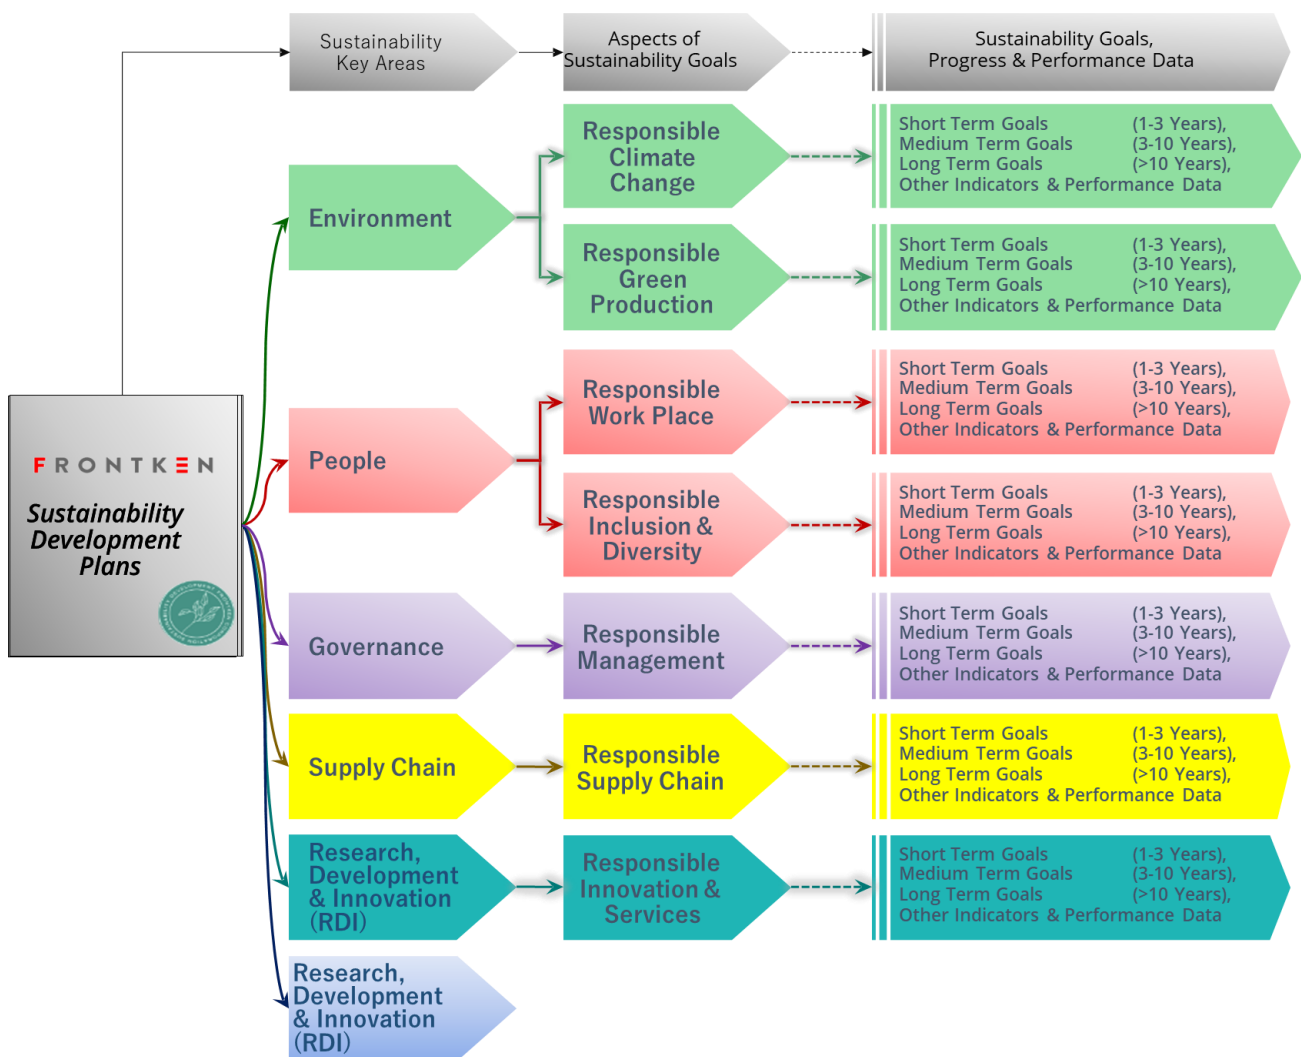 Sustainability
Key Areas
Aspects of
Sustainability Goals
Sustainability Goals,
Progress & Performance Data
FRONTKEN
Sustainability
Development
Plans
Environment
Responsible
Climate
Change
Short Term Goals (1-3 Years),
Medium Term Goals (3-10 Years),
Long Term Goals (>10 Years),
Other Indicators & Performance Data
Responsible
Green
Production
Short Term Goals (1-3 Years),
Medium Term Goals (3-10 Years),
Long Term Goals (>10 Years),
Other Indicators & Performance Data
People
Responsible
Work Place
Short Term Goals (1-3 Years),
Medium Term Goals (3-10 Years),
Long Term Goals (>10 Years),
Other Indicators & Performance Data
Responsible
Inclusion &
Diversity
Short Term Goals (1-3 Years),
Medium Term Goals (3-10 Years),
Long Term Goals (>10 Years),
Other Indicators & Performance Data
Governance
Responsible
Management
Short Term Goals (1-3 Years),
Medium Term Goals (3-10 Years),
Long Term Goals (>10 Years),
Other Indicators & Performance Data
Supply Chain
Responsible
Supply Chain
Short Term Goals (1-3 Years),
Medium Term Goals (3-10 Years),
Long Term Goals (>10 Years),
Other Indicators & Performance Data
Research,
Development
& Innovation
(RDI)
Responsible
Innovation &
Services
Short Term Goals (1-3 Years),
Medium Term Goals (3-10 Years),
Long Term Goals (>10 Years),
Other Indicators & Performance Data
Research,
Development
& Innovation
(RDI)